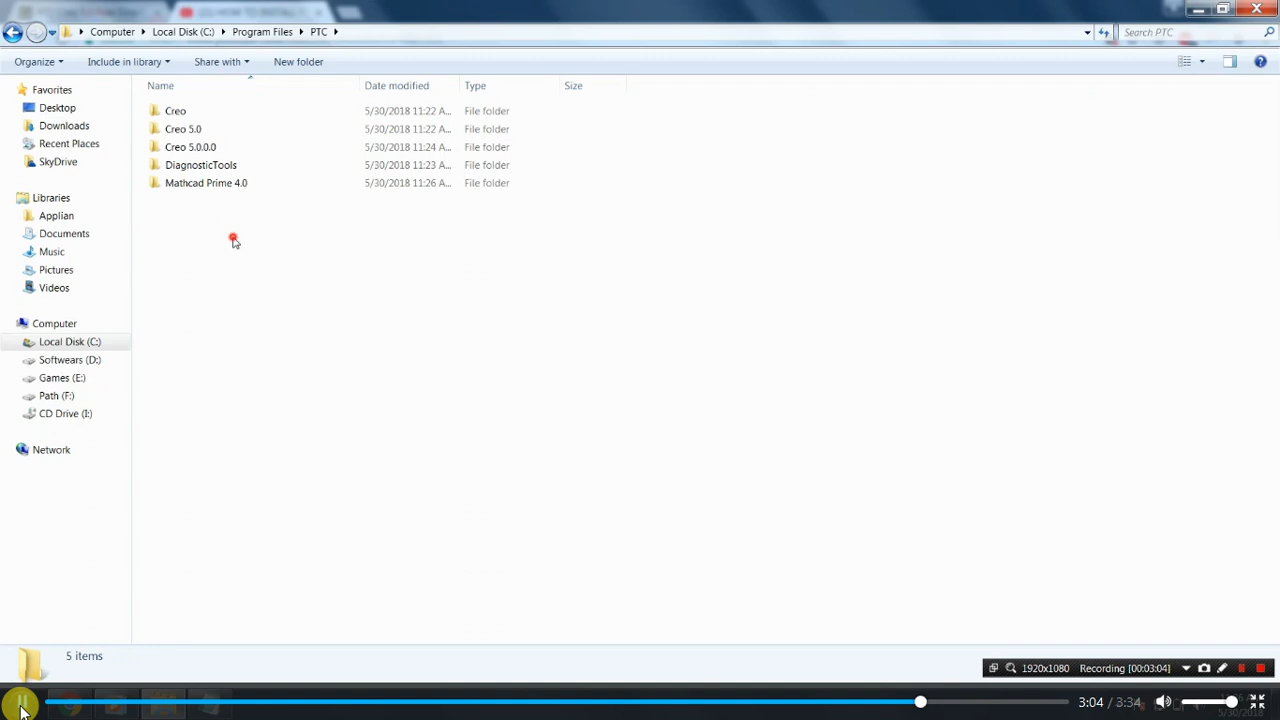 Computer Local Disk (C:) Program Files PTC Search PTC
Organize Include in library Share with New folder
Name Date modified Type Size
Favorites
Desktop
Downloads
Recent Places
SkyDrive
Libraries
Applian
Documents
Music
Pictures
Videos
Computer
Local Disk (C:)
Softwears (D:)
Games (E:)
Path (F:)
CD Drive (I:)
Network
Creo 5/30/2018 11:22 A... File folder
Creo 5.0 5/30/2018 11:22 A... File folder
Creo 5.0.0.0 5/30/2018 11:24 A... File folder
DiagnosticTools 5/30/2018 11:23 A... File folder
Mathcad Prime 4.0 5/30/2018 11:26 A... File folder
5 items
1920x1080 Recording [00:03:04]
3:04 / 3:34
5/30/2018